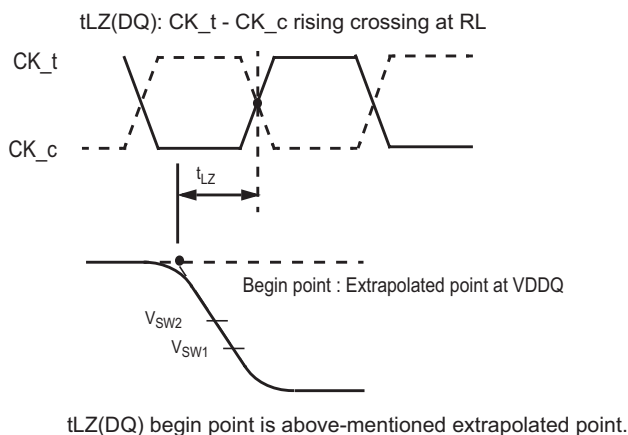 tLZ(DQ): CK_t - CK_c rising crossing at RL
CK_t
CK_c
tLZ
Begin point : Extrapolated point at VDDQ
VSW2
VSW1
tLZ(DQ) begin point is above-mentioned extrapolated point.